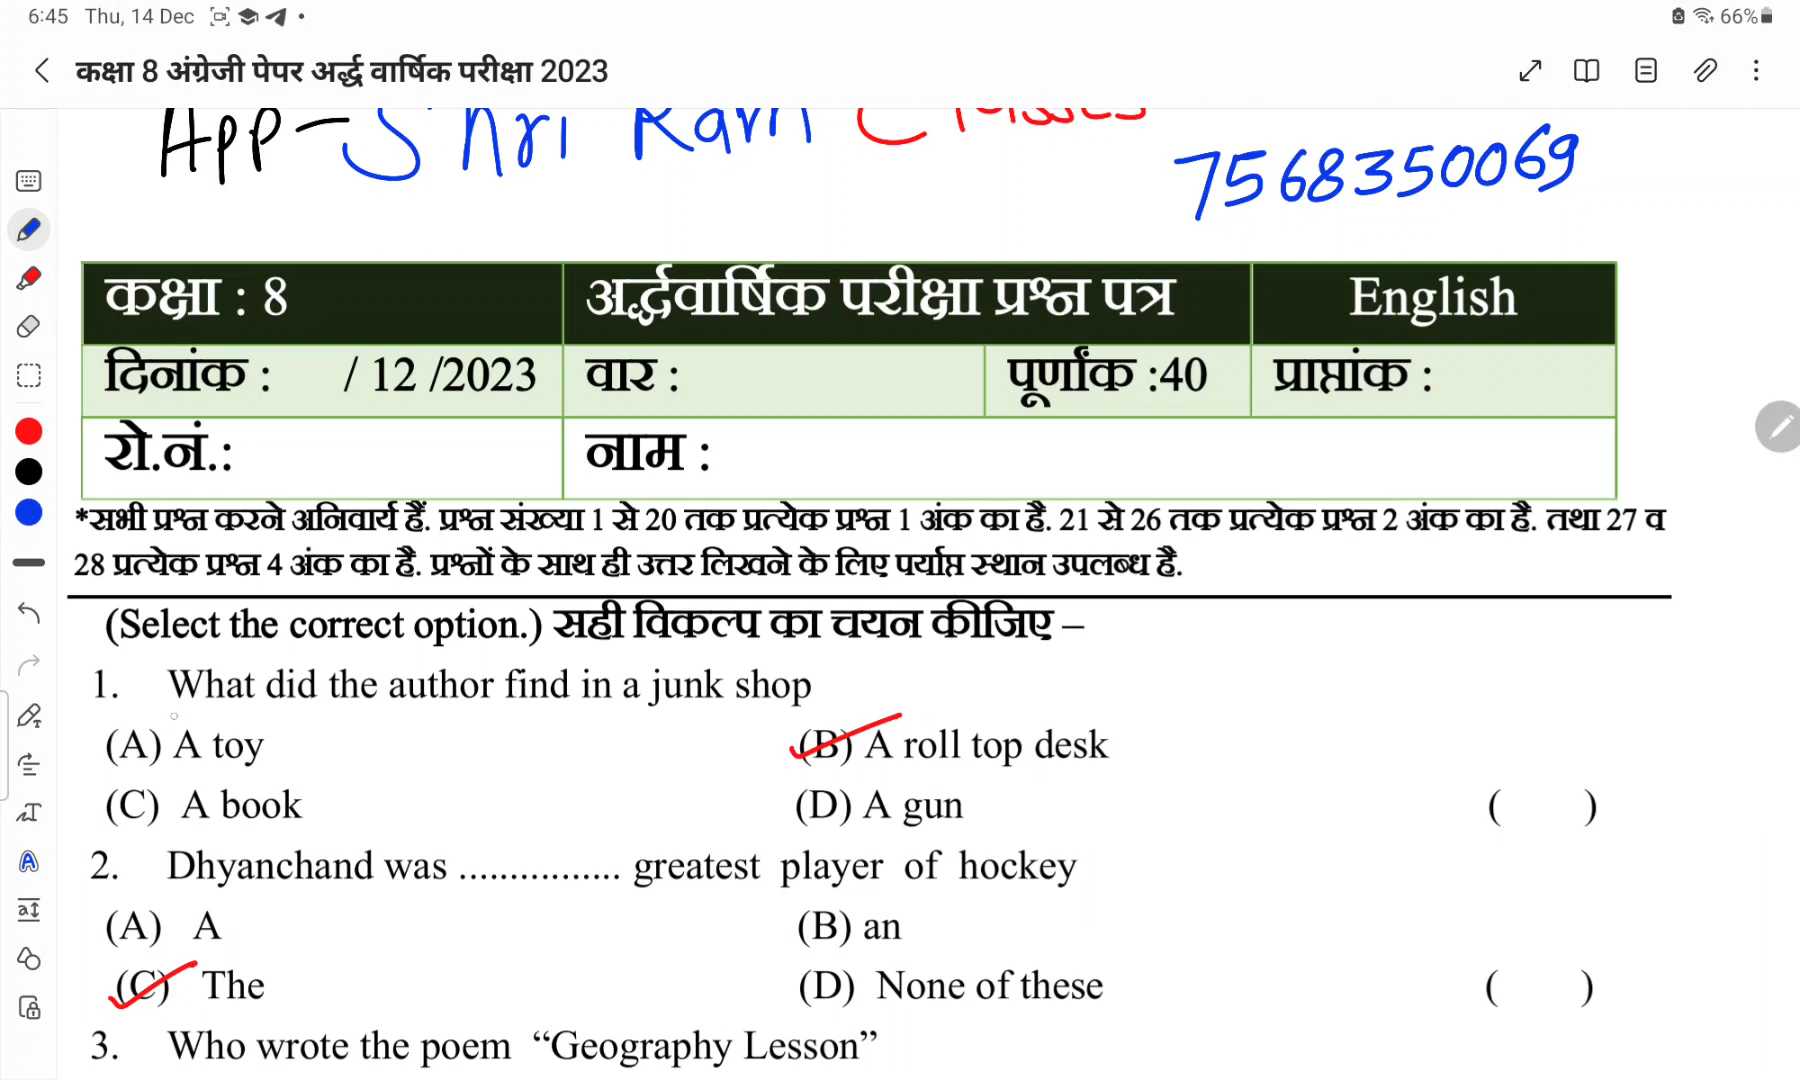 6:45 Thu, 14 Dec 66%
कक्षा 8 अंग्रेजी पेपर अर्द्ध वार्षिक परीक्षा 2023
App-Shri Ram Classes
7568350069
कक्षा : 8 अर्द्धवार्षिक परीक्षा प्रश्न पत्र English
दिनांक : / 12 /2023 वार : पूर्णांक :40 प्राप्तांक :
रो.नं.: नाम :
*सभी प्रश्न करने अनिवार्य हैं. प्रश्न संख्या 1 से 20 तक प्रत्येक प्रश्न 1 अंक का है. 21 से 26 तक प्रत्येक प्रश्न 2 अंक का है. तथा 27 व
28 प्रत्येक प्रश्न 4 अंक का है. प्रश्नों के साथ ही उत्तर लिखने के लिए पर्याप्त स्थान उपलब्ध है.
(Select the correct option.) सही विकल्प का चयन कीजिए –
1. What did the author find in a junk shop
(A) A toy (B) A roll top desk
(C) A book (D) A gun ( )
2. Dhyanchand was ................ greatest player of hockey
(A) A (B) an
(C) The (D) None of these ( )
3. Who wrote the poem “Geography Lesson”